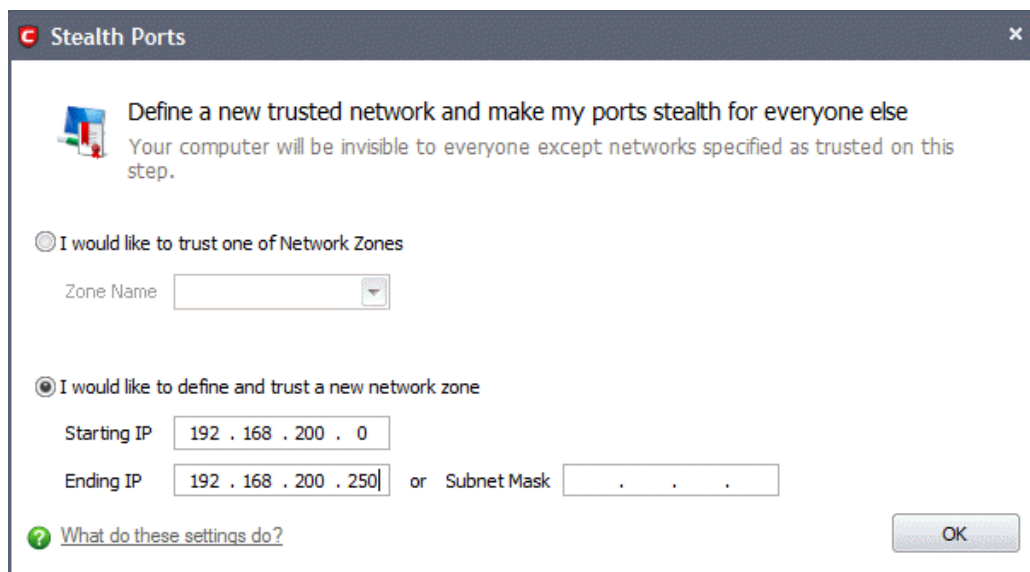 Stealth Ports
Define a new trusted network and make my ports stealth for everyone else
Your computer will be invisible to everyone except networks specified as trusted on this
step.
I would like to trust one of Network Zones
Zone Name
I would like to define and trust a new network zone
Starting IP 192 . 168 . 200 . 0
Ending IP 192 . 168 . 200 . 250 or Subnet Mask . . .
What do these settings do?
OK